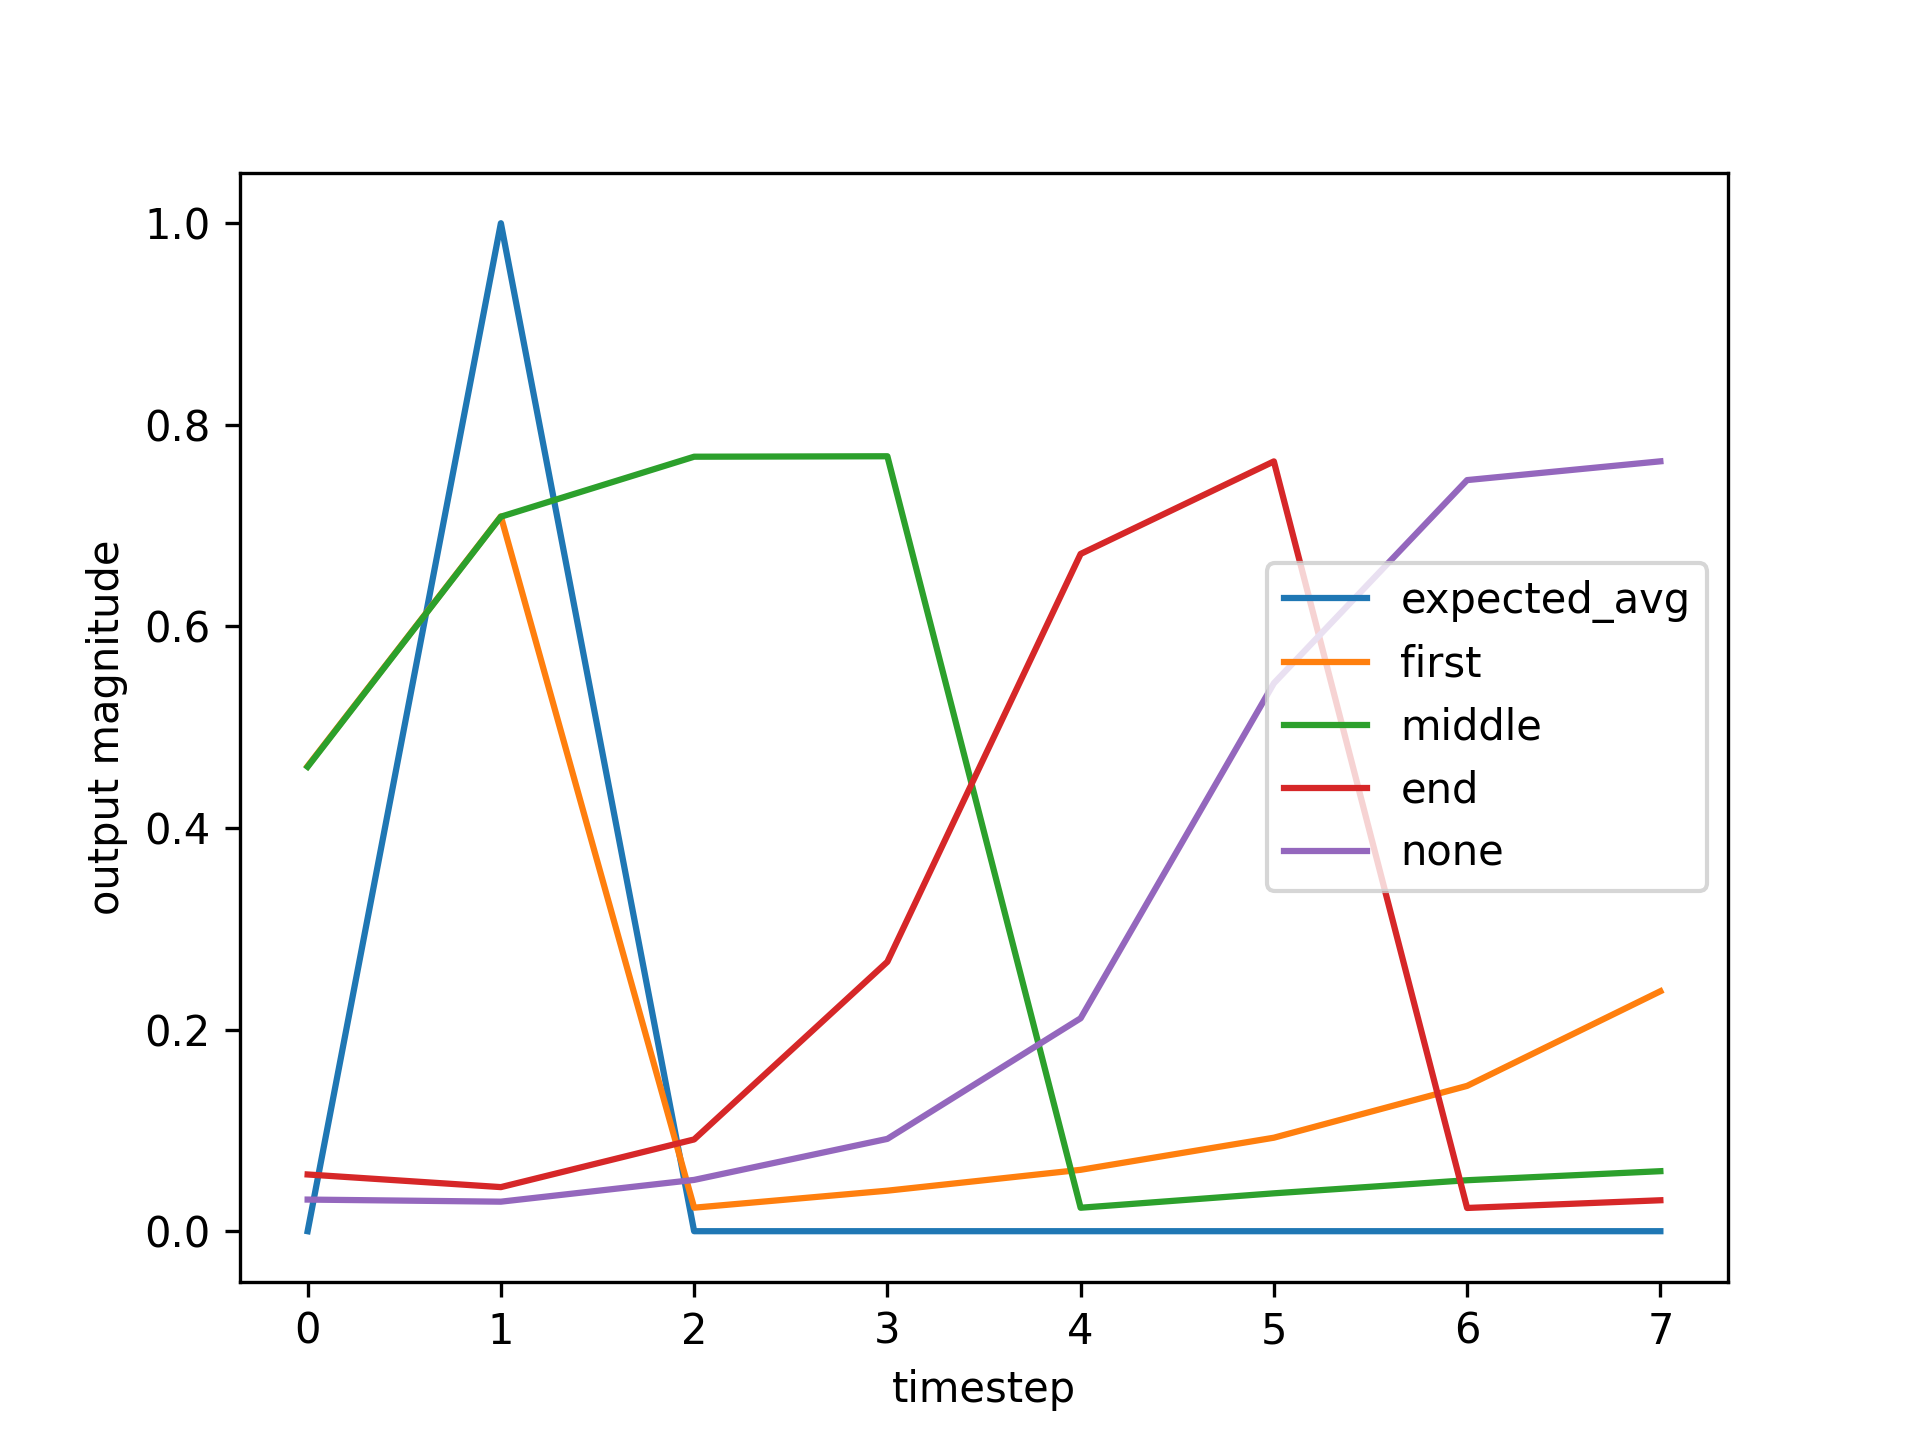 1.0
0.8
0.6
0.4
0.2
0.0
output magnitude
expected_avg
first
middle
end
none
0 1 2 3 4 5 6 7
timestep